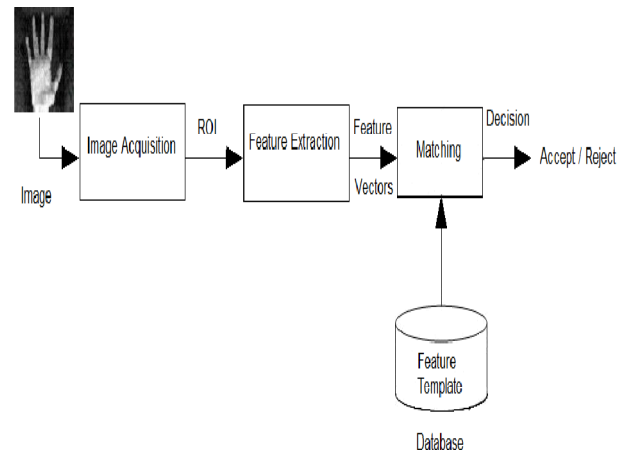 Image
Image Acquisition
ROI
Feature Extraction
Feature
Vectors
Matching
Decision
Accept / Reject
Feature
Template
Database